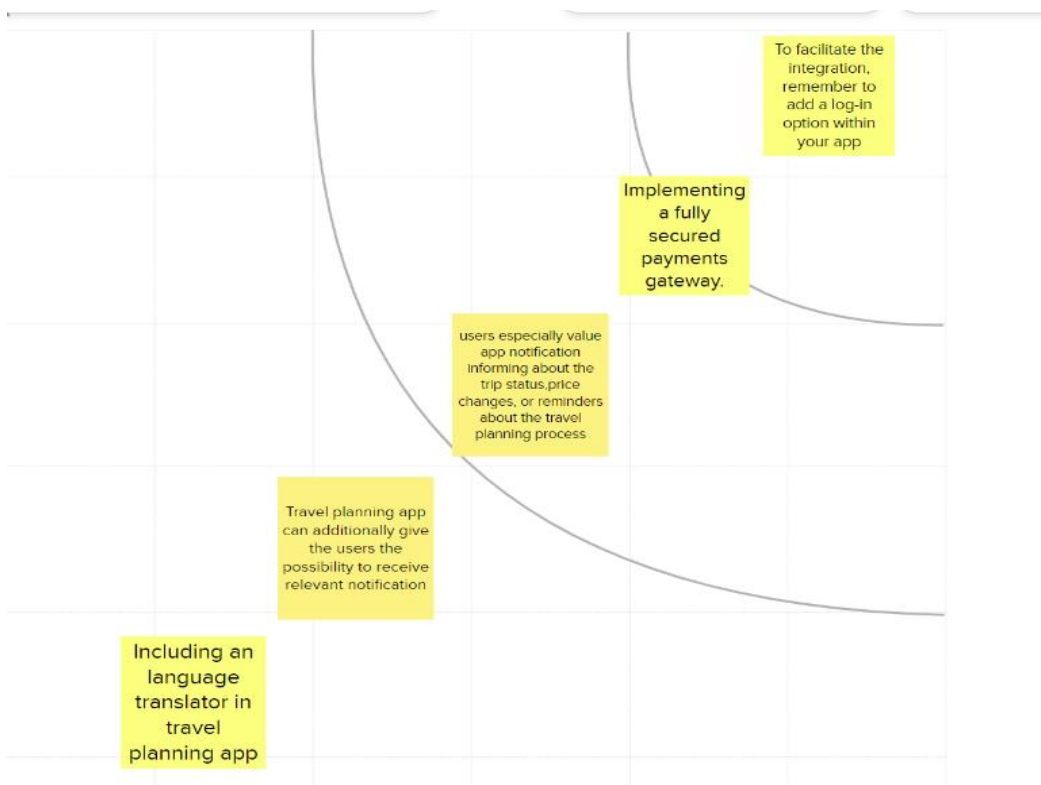 To facilitate the
integration,
remember to
add a log-in
option within
your app
Implementing
a fully
secured
payments
gateway.
users especially value
app notification
informing about the
trip status,price
changes, or reminders
about the travel
planning process
Travel planning app
can additionally give
the users the
possibility to receive
relevant notification
Including an
language
translator in
travel
planning app